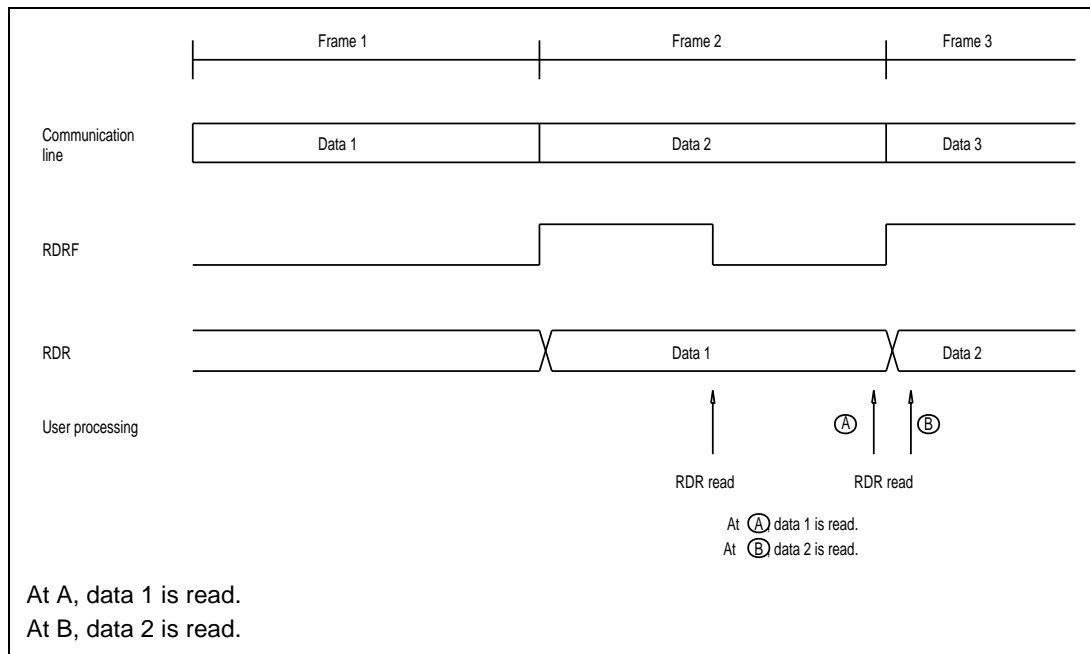 Frame 1 Frame 2 Frame 3
Communication
line
Data 1 Data 2 Data 3
RDRF
RDR
Data 1 Data 2
User processing
A B
RDR read RDR read
At A data 1 is read.
At B data 2 is read.
At A, data 1 is read.
At B, data 2 is read.